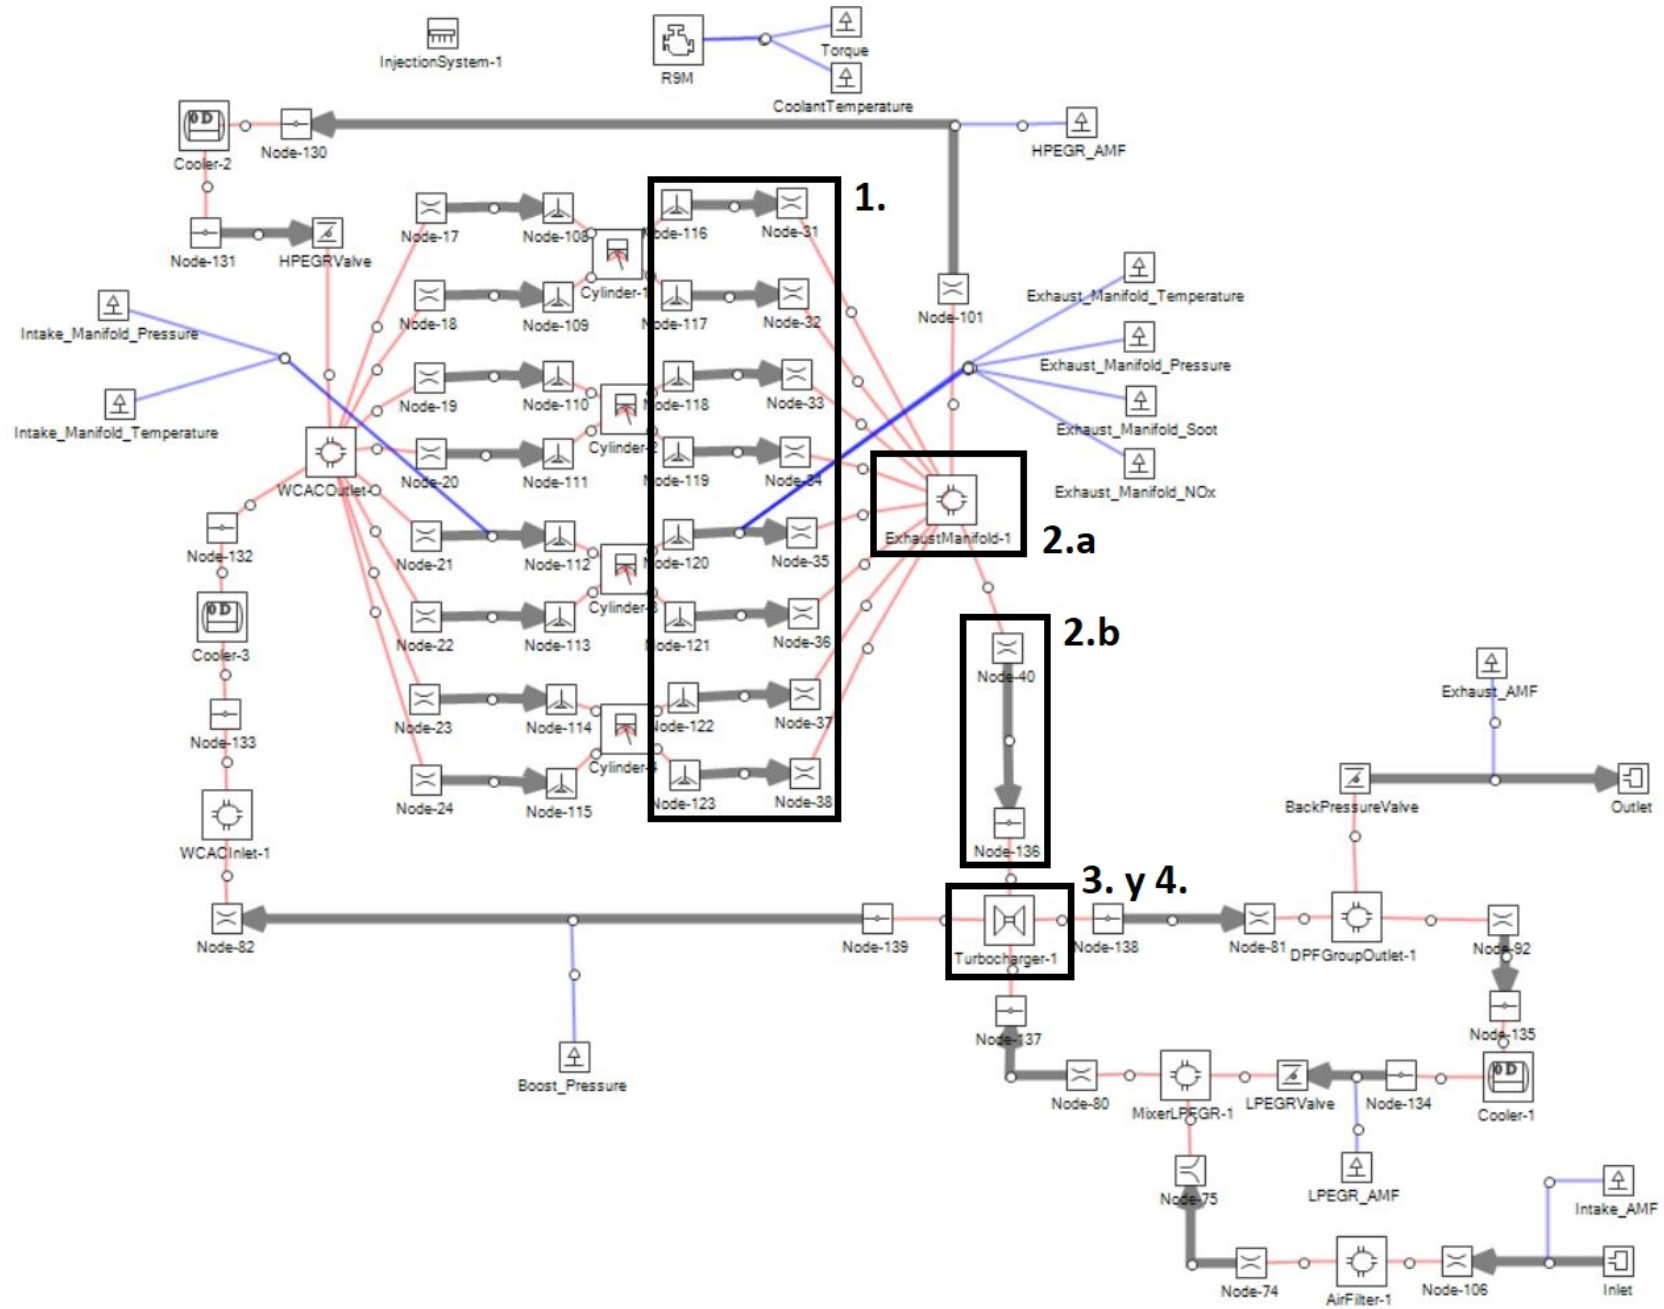 InjectionSystem-1
R9M
Torque
CoolantTemperature
Cooler-2
Node-130
HPEGR_AMF
Node-131
HPEGRValve
1.
Node-17
Node-108
Node-116
Node-31
Cylinder-1
Node-18
Node-109
Node-117
Node-32
Node-101
Exhaust_Manifold_Temperature
Intake_Manifold_Pressure
Exhaust_Manifold_Pressure
Node-19
Node-110
Node-118
Node-33
Intake_Manifold_Temperature
Exhaust_Manifold_Soot
Cylinder-2
WCACOutlet-O
Node-20
Node-111
Node-119
Node-34
Exhaust_Manifold_NOx
ExhaustManifold-1
2.a
Node-132
Node-21
Node-112
Node-120
Node-35
Cylinder-3
Node-22
Node-113
Node-121
Node-36
2.b
Cooler-3
Node-40
Exhaust_AMF
Node-133
Node-23
Node-114
Node-122
Node-37
Cylinder-4
Node-24
Node-115
Node-123
Node-38
BackPressureValve
Outlet
WCACInlet-1
Node-136
3. y 4.
Node-82
Node-139
Turbocharger-1
Node-138
Node-81
DPFGroupOutlet-1
Node-92
Node-137
Node-135
Boost_Pressure
Node-80
MixerLPEGR-1
LPEGRValve
Node-134
Cooler-1
Node-75
LPEGR_AMF
Intake_AMF
Node-74
AirFilter-1
Node-106
Inlet